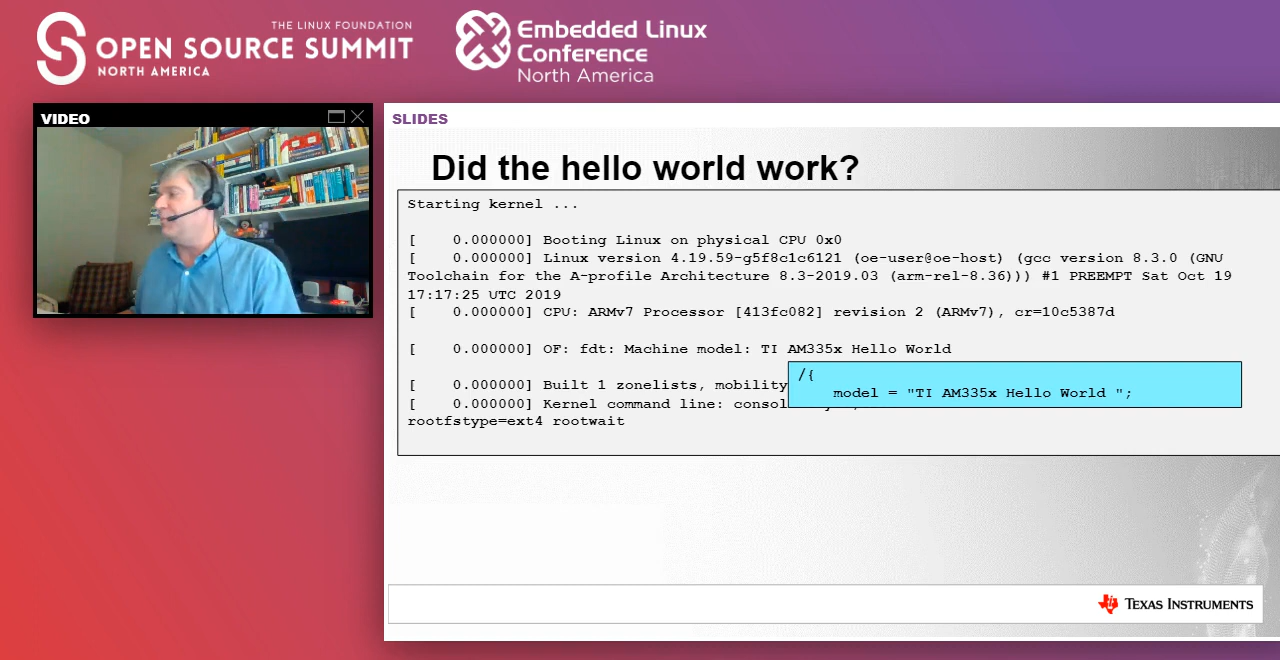 THE LINUX FOUNDATION
OPEN SOURCE SUMMIT
NORTH AMERICA
Embedded Linux
Conference
North America
VIDEO
SLIDES
Did the hello world work?
Starting kernel ...
[    0.000000] Booting Linux on physical CPU 0x0
[    0.000000] Linux version 4.19.59-g5f8c1c6121 (oe-user@oe-host) (gcc version 8.3.0 (GNU
Toolchain for the A-profile Architecture 8.3-2019.03 (arm-rel-8.36))) #1 PREEMPT Sat Oct 19
17:17:25 UTC 2019
[    0.000000] CPU: ARMv7 Processor [413fc082] revision 2 (ARMv7), cr=10c5387d
[    0.000000] OF: fdt: Machine model: TI AM335x Hello World
[    0.000000] Built 1 zonelists, mobility
/{
model = "TI AM335x Hello World ";
[    0.000000] Kernel command line: consol
rootfstype=ext4 rootwait
TEXAS INSTRUMENTS